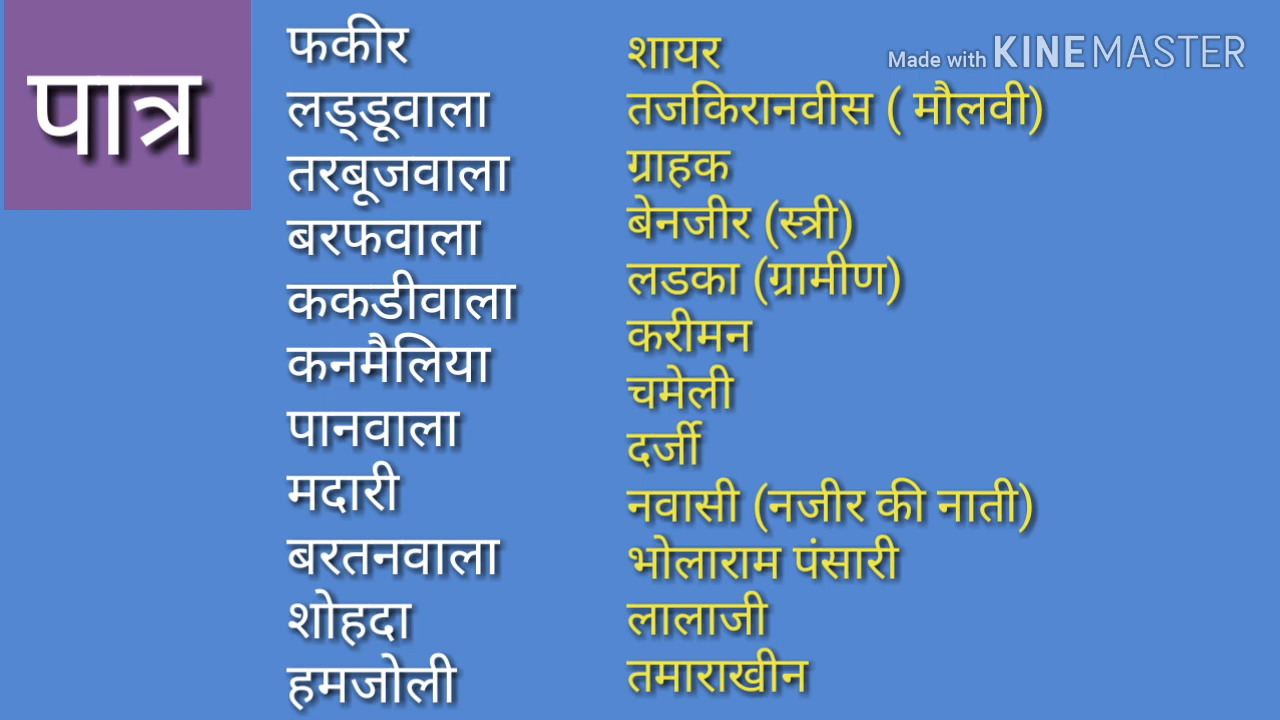 पात्र
फकीर
लड्डूवाला
तरबूजवाला
बरफवाला
ककडीवाला
कनमैलिया
पानवाला
मदारी
बरतनवाला
शोहदा
हमजोली
Made with KINEMASTER
शायर
तजकिरानवीस ( मौलवी)
ग्राहक
बेनजीर (स्त्री)
लडका (ग्रामीण)
करीमन
चमेली
दर्जी
नवासी (नजीर की नाती)
भोलाराम पंसारी
लालाजी
तमाराखीन